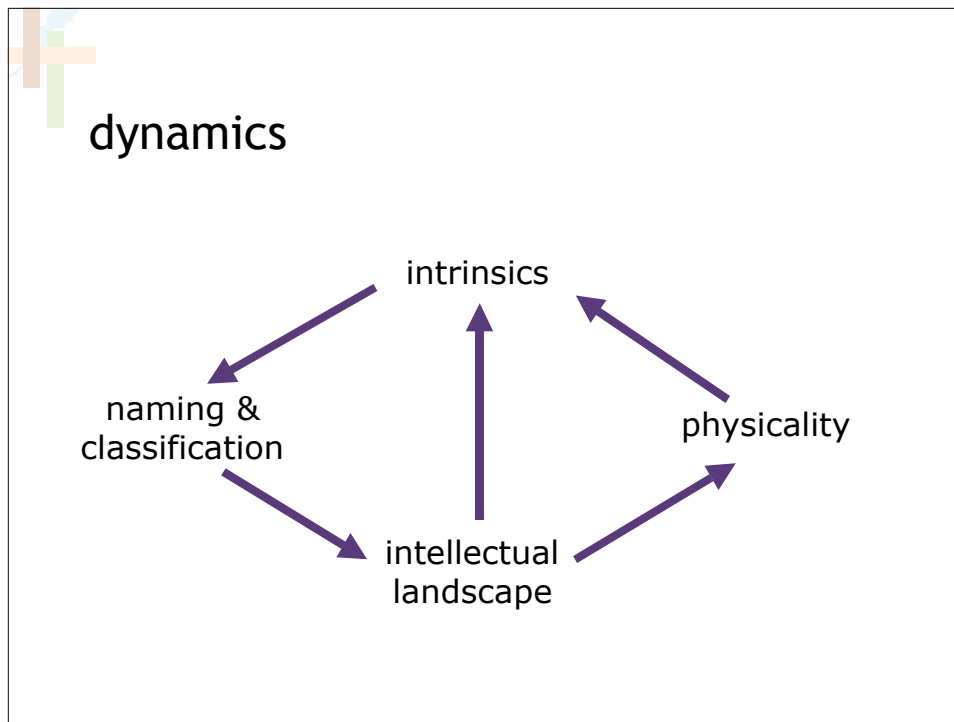 dynamics
intrinsics
naming &
classification
physicality
intellectual
landscape